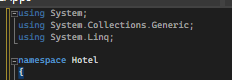 using System;
using System.Collections.Generic;
using System.Linq;
namespace Hotel
{